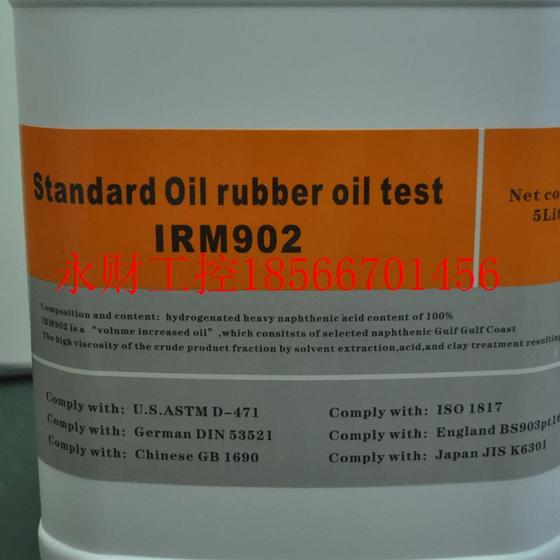 Standard Oil rubber oil test
IRM902
Net co
5Lit
永财工控18566701456
Composition and content: hydrogenated heavy naphthenic acid content of 100%
IRM902 is a “volume increased oil”,which consitsts of selected naphthenic Gulf Gulf Coast
The high viscosity of the crude product fraction by solvent extraction,acid,and clay treatment resulting
Comply with: U.S.ASTM D-471
Comply with: German DIN 53521
Comply with: Chinese GB 1690
Comply with: ISO 1817
Comply with: England BS903pt16
Comply with: Japan JIS K6301